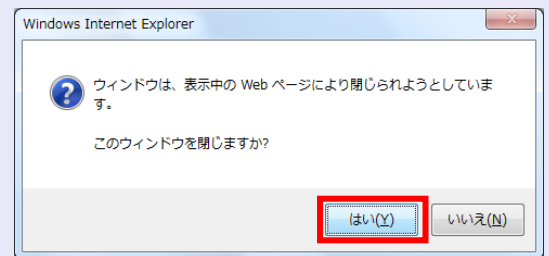 Windows Internet Explorer
ウィンドウは、表示中の Web ページにより閉じられようとしていま
す。
このウィンドウを閉じますか?
はい(Y)
いいえ(N)